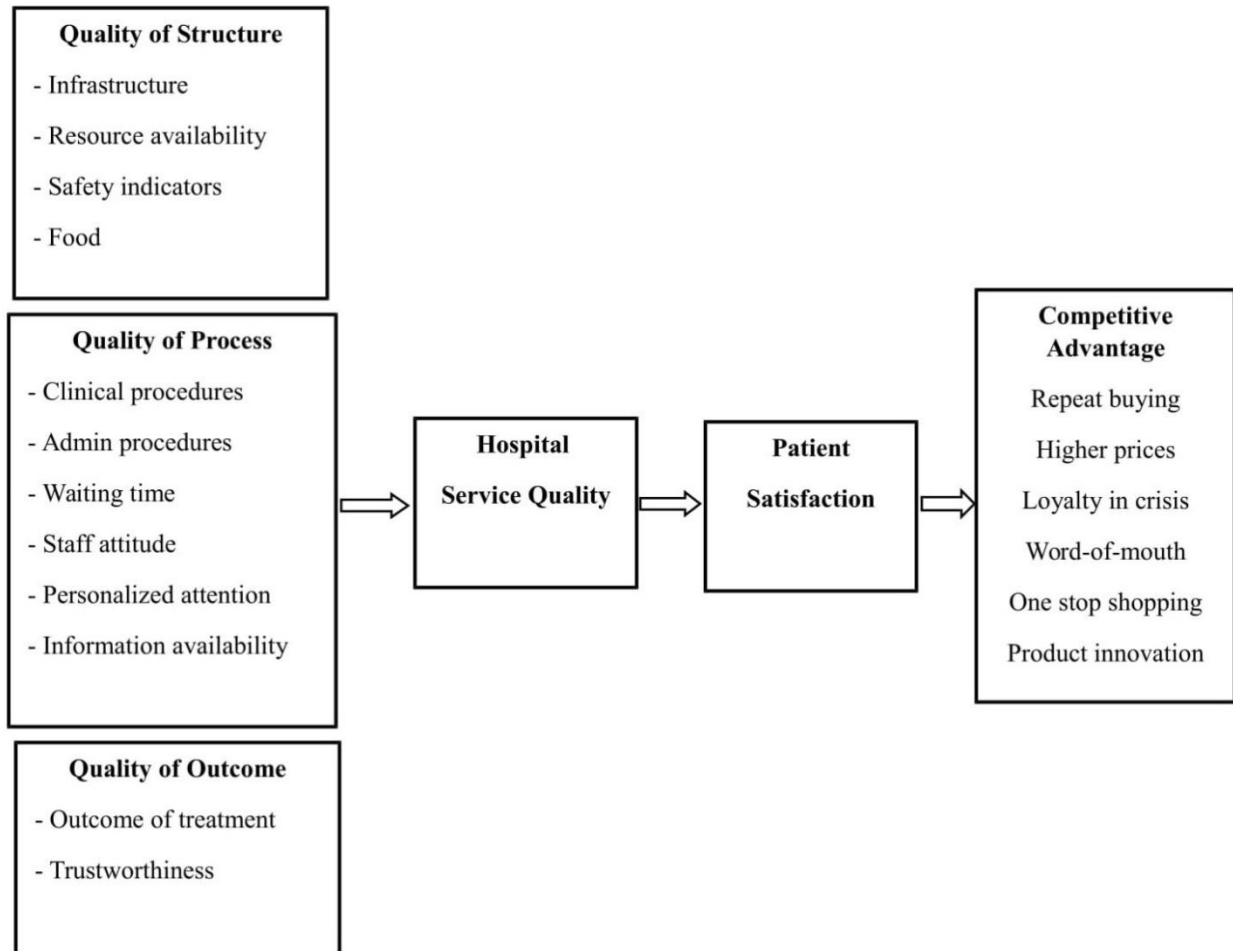 Quality of Structure
- Infrastructure
- Resource availability
- Safety indicators
- Food
Quality of Process
- Clinical procedures
- Admin procedures
- Waiting time
- Staff attitude
- Personalized attention
- Information availability
Quality of Outcome
- Outcome of treatment
- Trustworthiness
Hospital
Service Quality
Patient
Satisfaction
Competitive
Advantage
Repeat buying
Higher prices
Loyalty in crisis
Word-of-mouth
One stop shopping
Product innovation